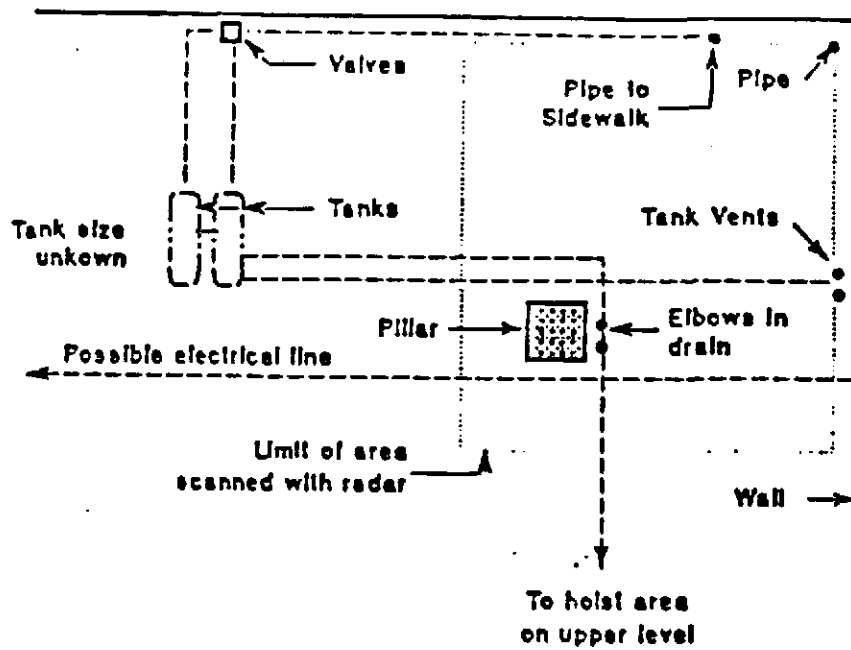 Valves
Pipe to
Sidewalk
Pipe
Tanks
Tank size
unkown
Tank Vents
Pillar
Elbows in
drain
Possible electrical line
Limit of area
scanned with radar
Wall
To hoist area
on upper level